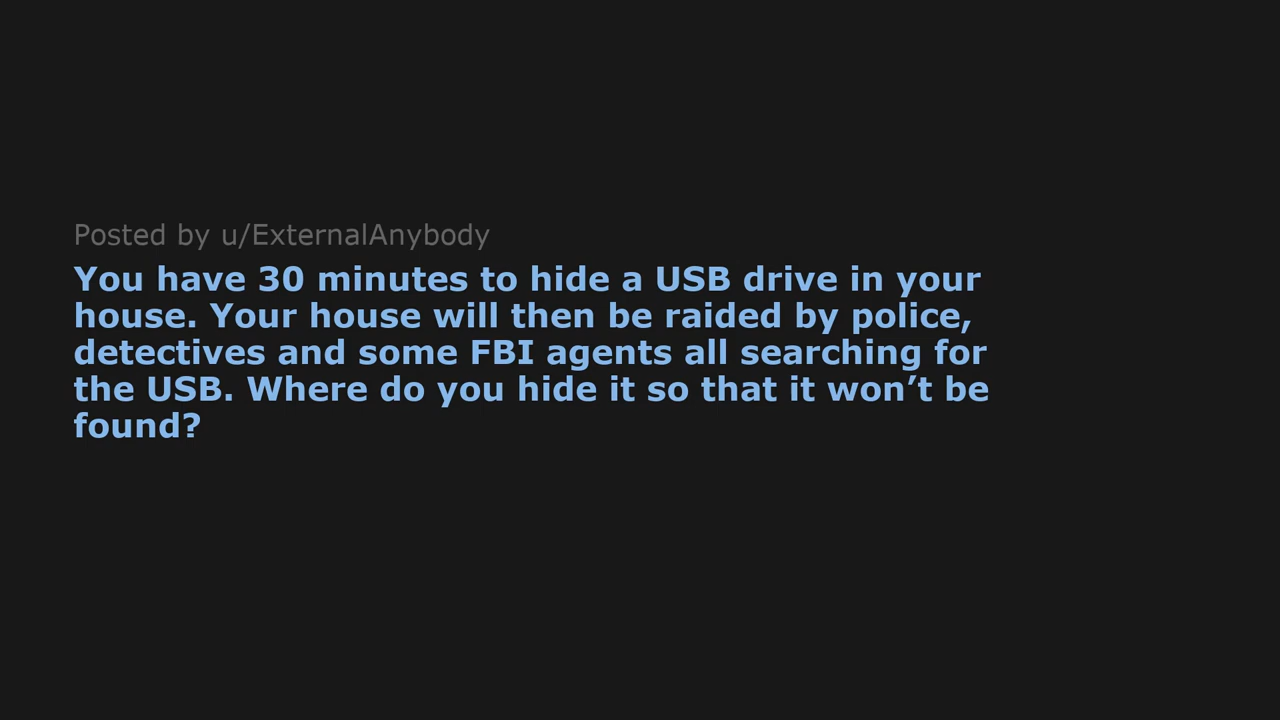 Posted by u/ExternalAnybody
You have 30 minutes to hide a USB drive in your
house. Your house will then be raided by police,
detectives and some FBI agents all searching for
the USB. Where do you hide it so that it won’t be
found?